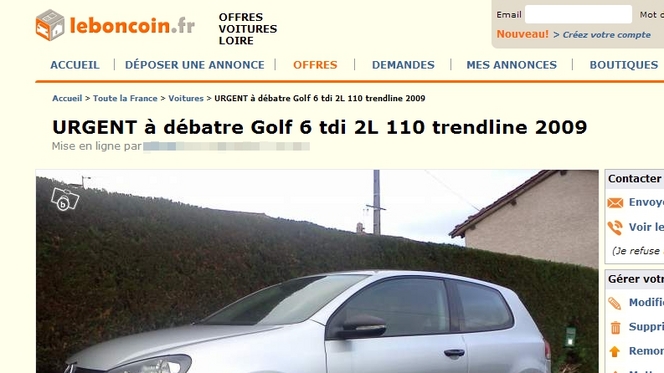 leboncoin.fr
OFFRES
VOITURES
LOIRE
Email
Mot d
Nouveau! > Créez votre compte
ACCUEIL | DÉPOSER UNE ANNONCE | OFFRES | DEMANDES | MES ANNONCES | BOUTIQUES
Accueil > Toute la France > Voitures > URGENT à débatre Golf 6 tdi 2L 110 trendline 2009
URGENT à débatre Golf 6 tdi 2L 110 trendline 2009
Mise en ligne par
b
Contacter
Envoye
Voir le
(Je refuse
Gérer votr
Modifi
Suppri
Remon